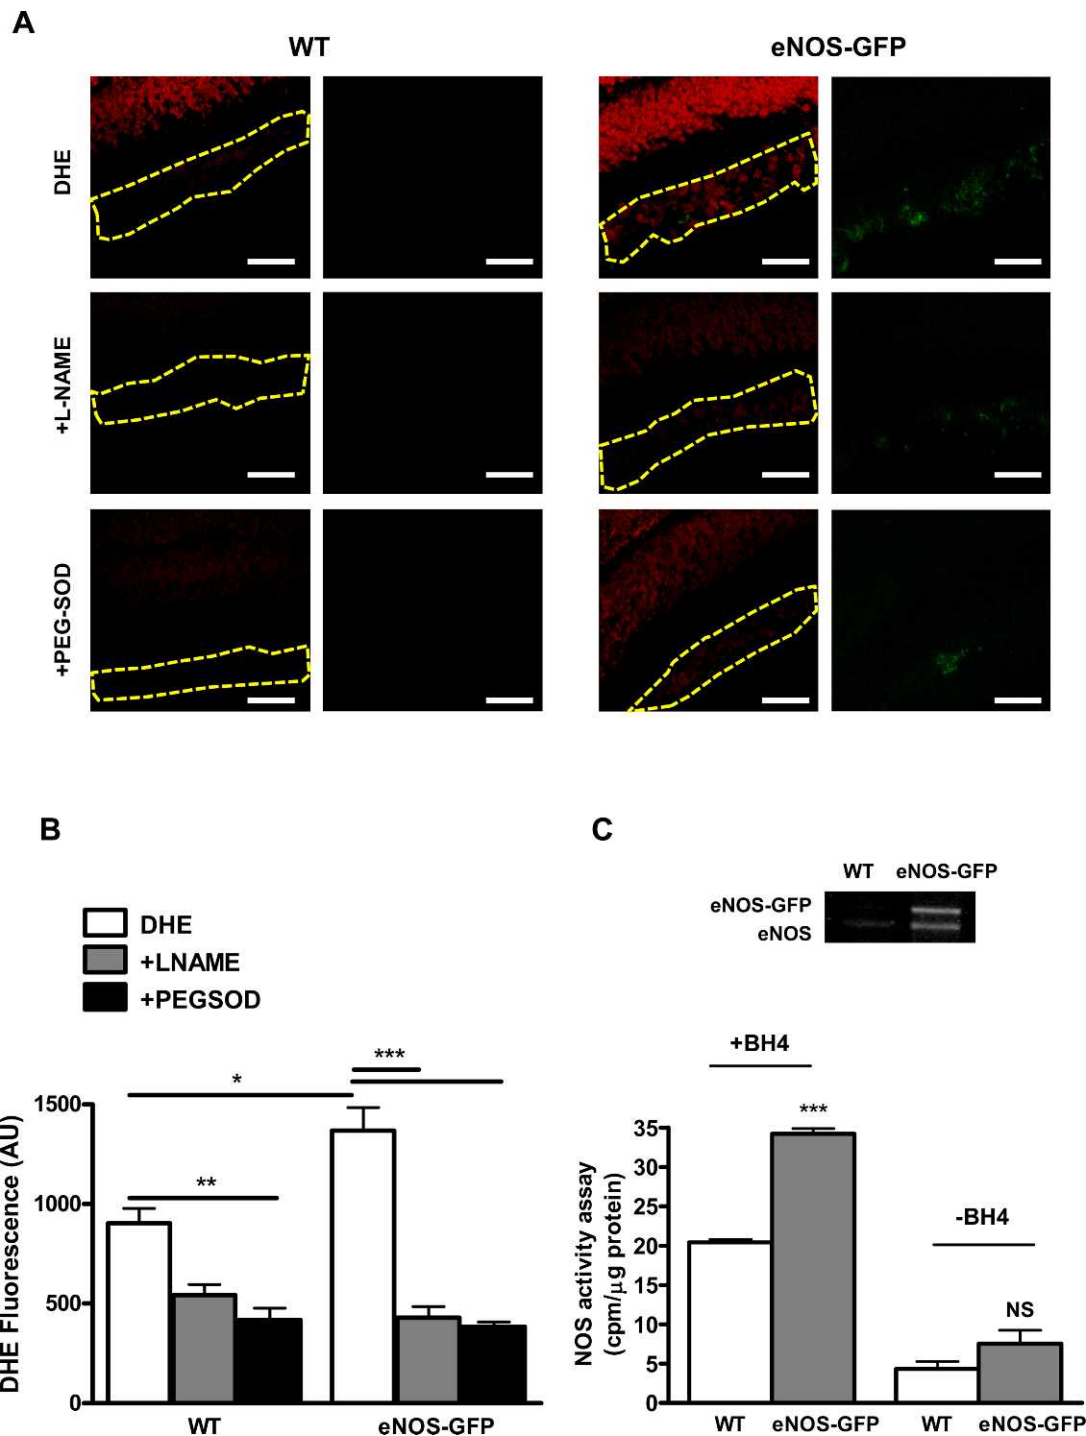 A
WT
eNOS-GFP
DHE
+L-NAME
+PEG-SOD
B
DHE
+LNAME
+PEGSOD
***
*
**
DHE Fluorescence (AU)
1500
1000
500
0
WT
eNOS-GFP
C
WT eNOS-GFP
eNOS-GFP
eNOS
+BH4
***
-BH4
NS
NOS activity assay
(cpm/μg protein)
35
30
25
20
15
10
5
0
WT eNOS-GFP WT eNOS-GFP